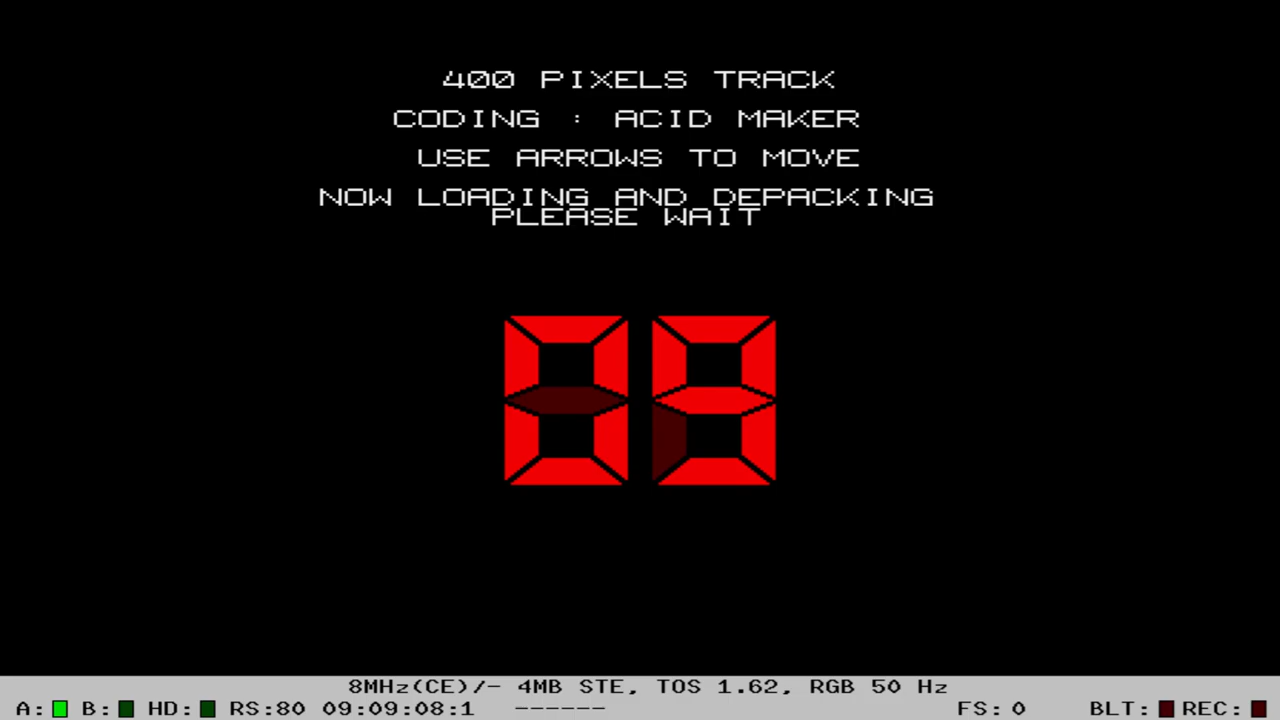 400 PIXELS TRACK
CODING : ACID MAKER
USE ARROWS TO MOVE
NOW LOADING AND DEPACKING
PLEASE WAIT
09
8MHz(CE)/- 4MB STE, TOS 1.62, RGB 50 Hz
A: B: HD: RS:80 09:09:08:1 ------ FS: 0 BLT: REC: